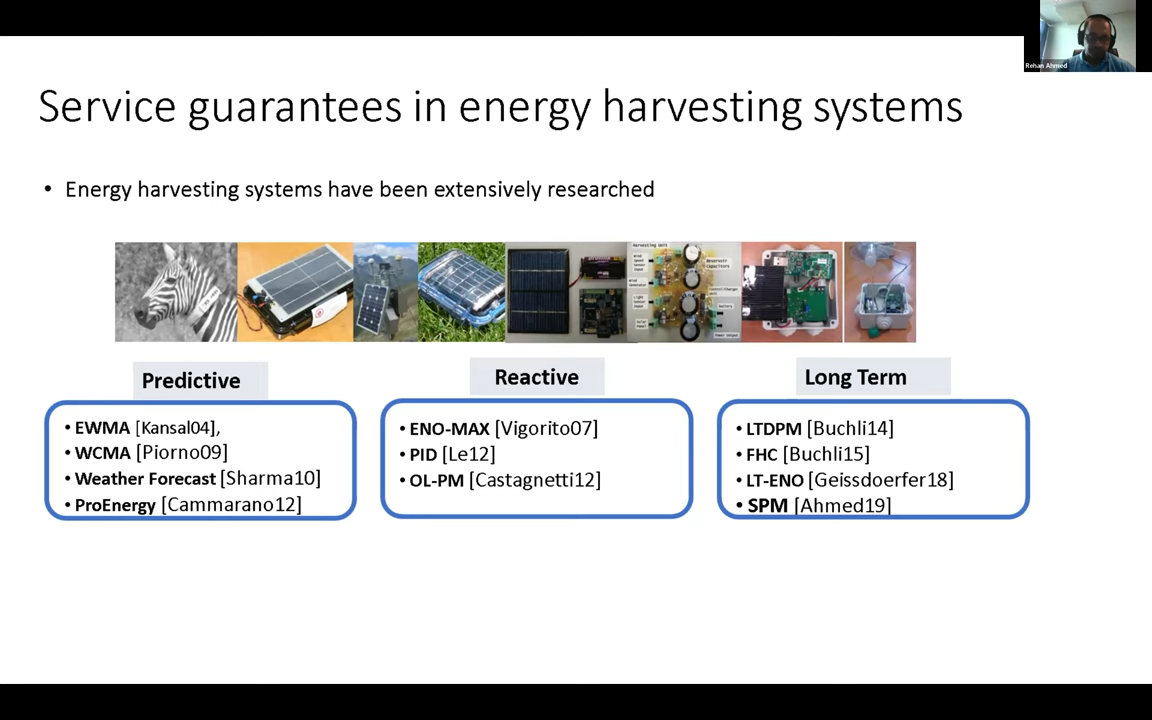 Rehan Ahmed
Service guarantees in energy harvesting systems
• Energy harvesting systems have been extensively researched
Predictive
• EWMA [Kansal04],
• WCMA [Piorno09]
• Weather Forecast [Sharma10]
• ProEnergy [Cammarano12]
Reactive
• ENO-MAX [Vigorito07]
• PID [Le12]
• OL-PM [Castagnetti12]
Long Term
• LTDPM [Buchli14]
• FHC [Buchli15]
• LT-ENO [Geissdoerfer18]
• SPM [Ahmed19]